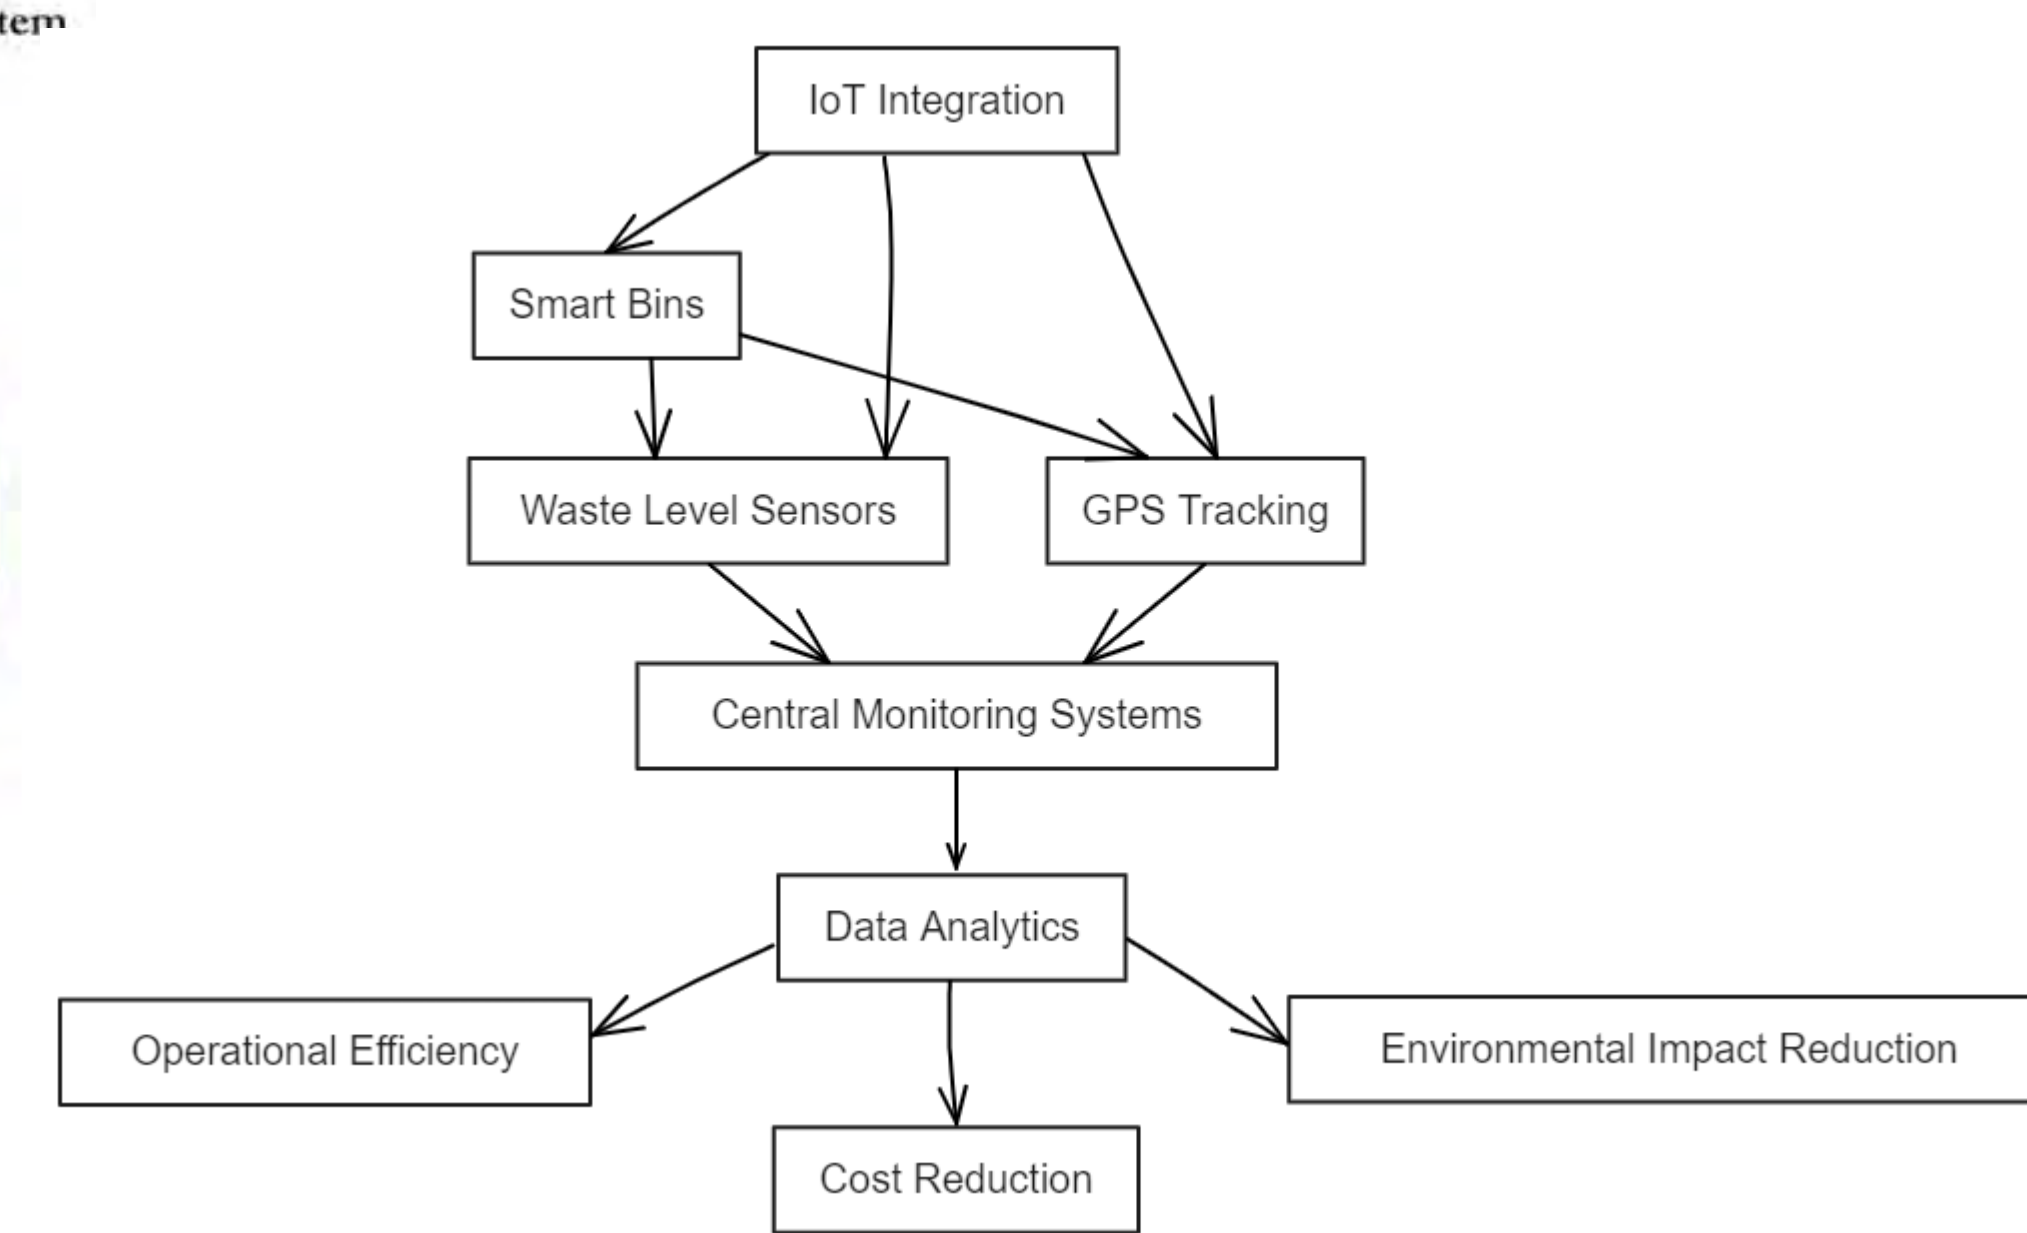 IoT Integration
Smart Bins
Waste Level Sensors
GPS Tracking
Central Monitoring Systems
Data Analytics
Operational Efficiency
Environmental Impact Reduction
Cost Reduction